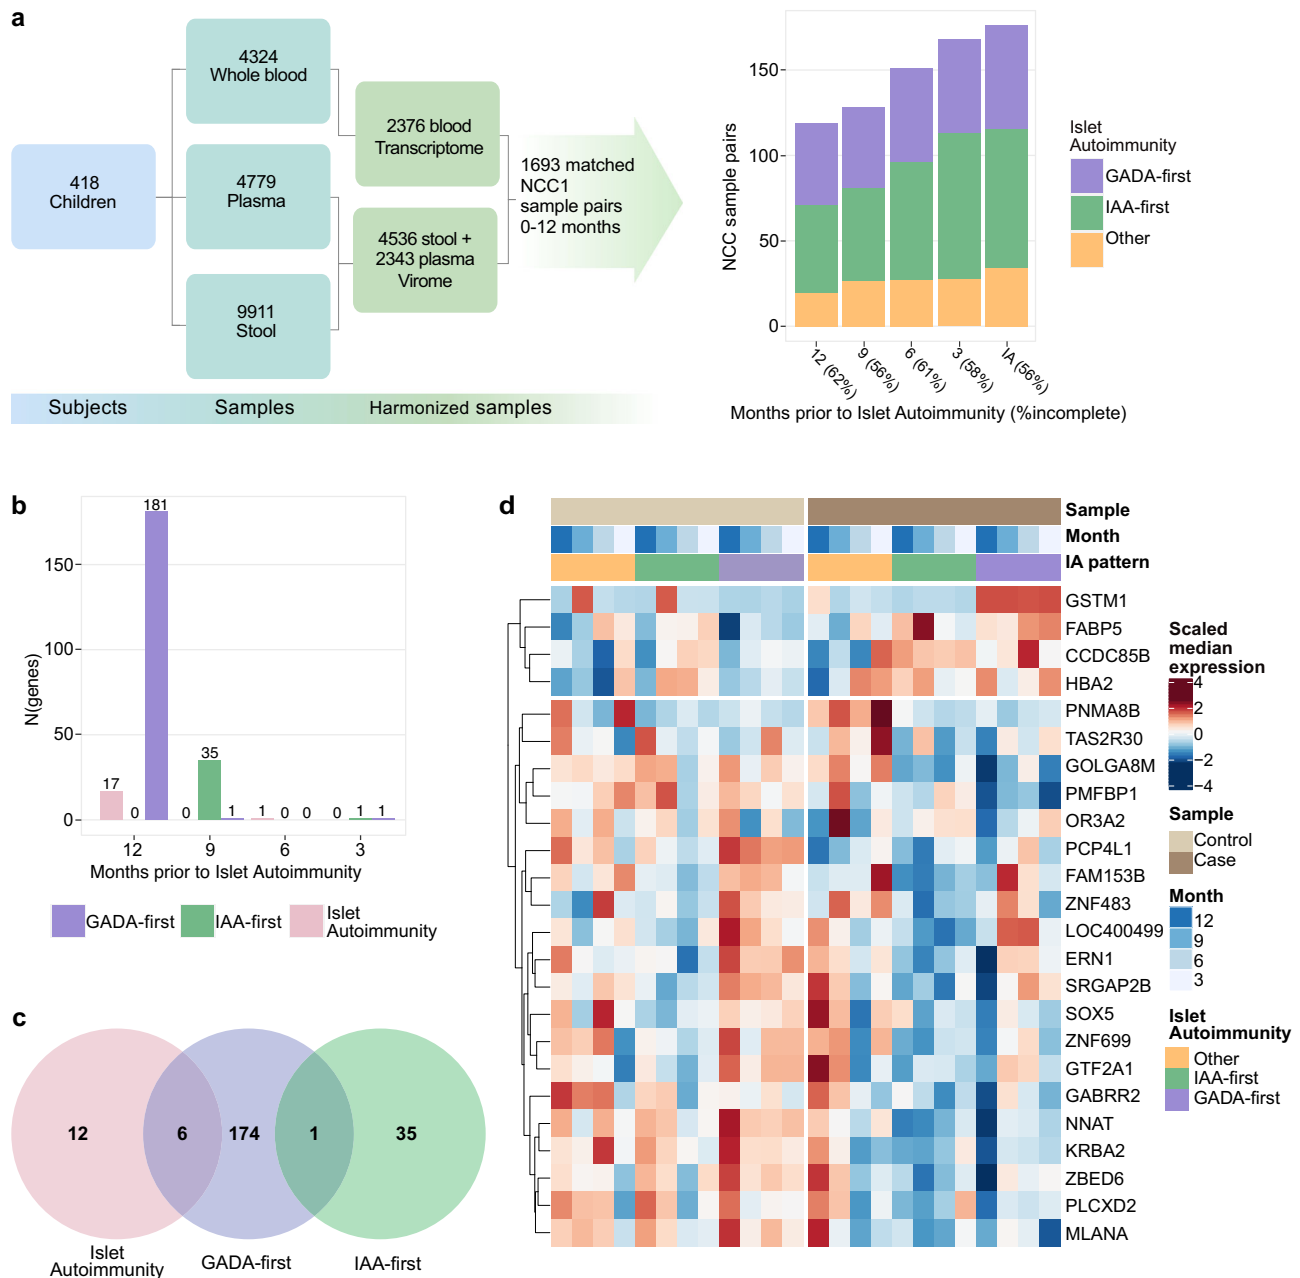 a
418
Children
4324
Whole blood
4779
Plasma
9911
Stool
2376 blood
Transcriptome
4536 stool +
2343 plasma
Virome
1693 matched
NCC1
sample pairs
0-12 months
Subjects
Samples
Harmonized samples
NCC sample pairs
150
100
50
0
12 (62%)
9 (56%)
6 (61%)
3 (58%)
IA (56%)
Months prior to Islet Autoimmunity (%incomplete)
Islet
Autoimmunity
GADA-first
IAA-first
Other
b
N(genes)
150
100
50
0
17
0
181
0
35
1
1
0
0
0
1
1
12
9
6
3
Months prior to Islet Autoimmunity
GADA-first
IAA-first
Islet
Autoimmunity
c
12
6
174
1
35
Islet
Autoimmunity
GADA-first
IAA-first
d
Sample
Month
IA pattern
GSTM1
FABP5
CCDC85B
HBA2
PNMA8B
TAS2R30
GOLGA8M
PMFBP1
OR3A2
PCP4L1
FAM153B
ZNF483
LOC400499
ERN1
SRGAP2B
SOX5
ZNF699
GTF2A1
GABRR2
NNAT
KRBA2
ZBED6
PLCXD2
MLANA
Scaled
median
expression
4
2
0
−2
−4
Sample
Control
Case
Month
12
9
6
3
Islet
Autoimmunity
Other
IAA-first
GADA-first